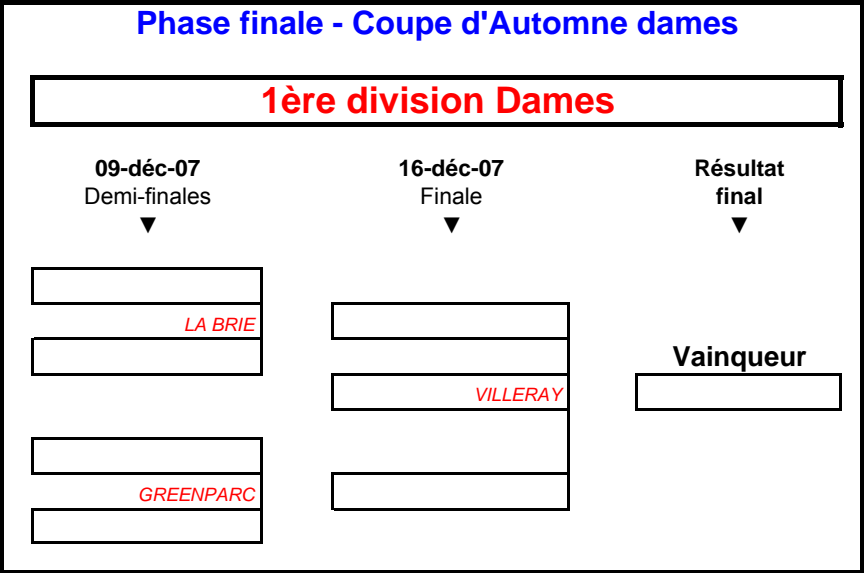 Phase finale - Coupe d'Automne dames
1ère division Dames
09-déc-07
Demi-finales
▼
16-déc-07
Finale
▼
Résultat
final
▼
LA BRIE
GREENPARC
VILLERAY
Vainqueur